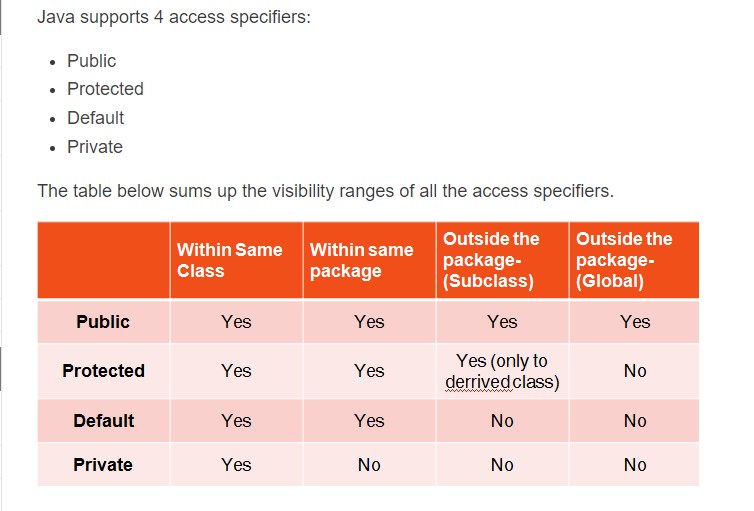 Java supports 4 access specifiers:
• Public
• Protected
• Default
• Private
The table below sums up the visibility ranges of all the access specifiers.
Within Same Class | Within same package | Outside the package- (Subclass) | Outside the package- (Global)
Public | Yes | Yes | Yes | Yes
Protected | Yes | Yes | Yes (only to derrived class) | No
Default | Yes | Yes | No | No
Private | Yes | No | No | No